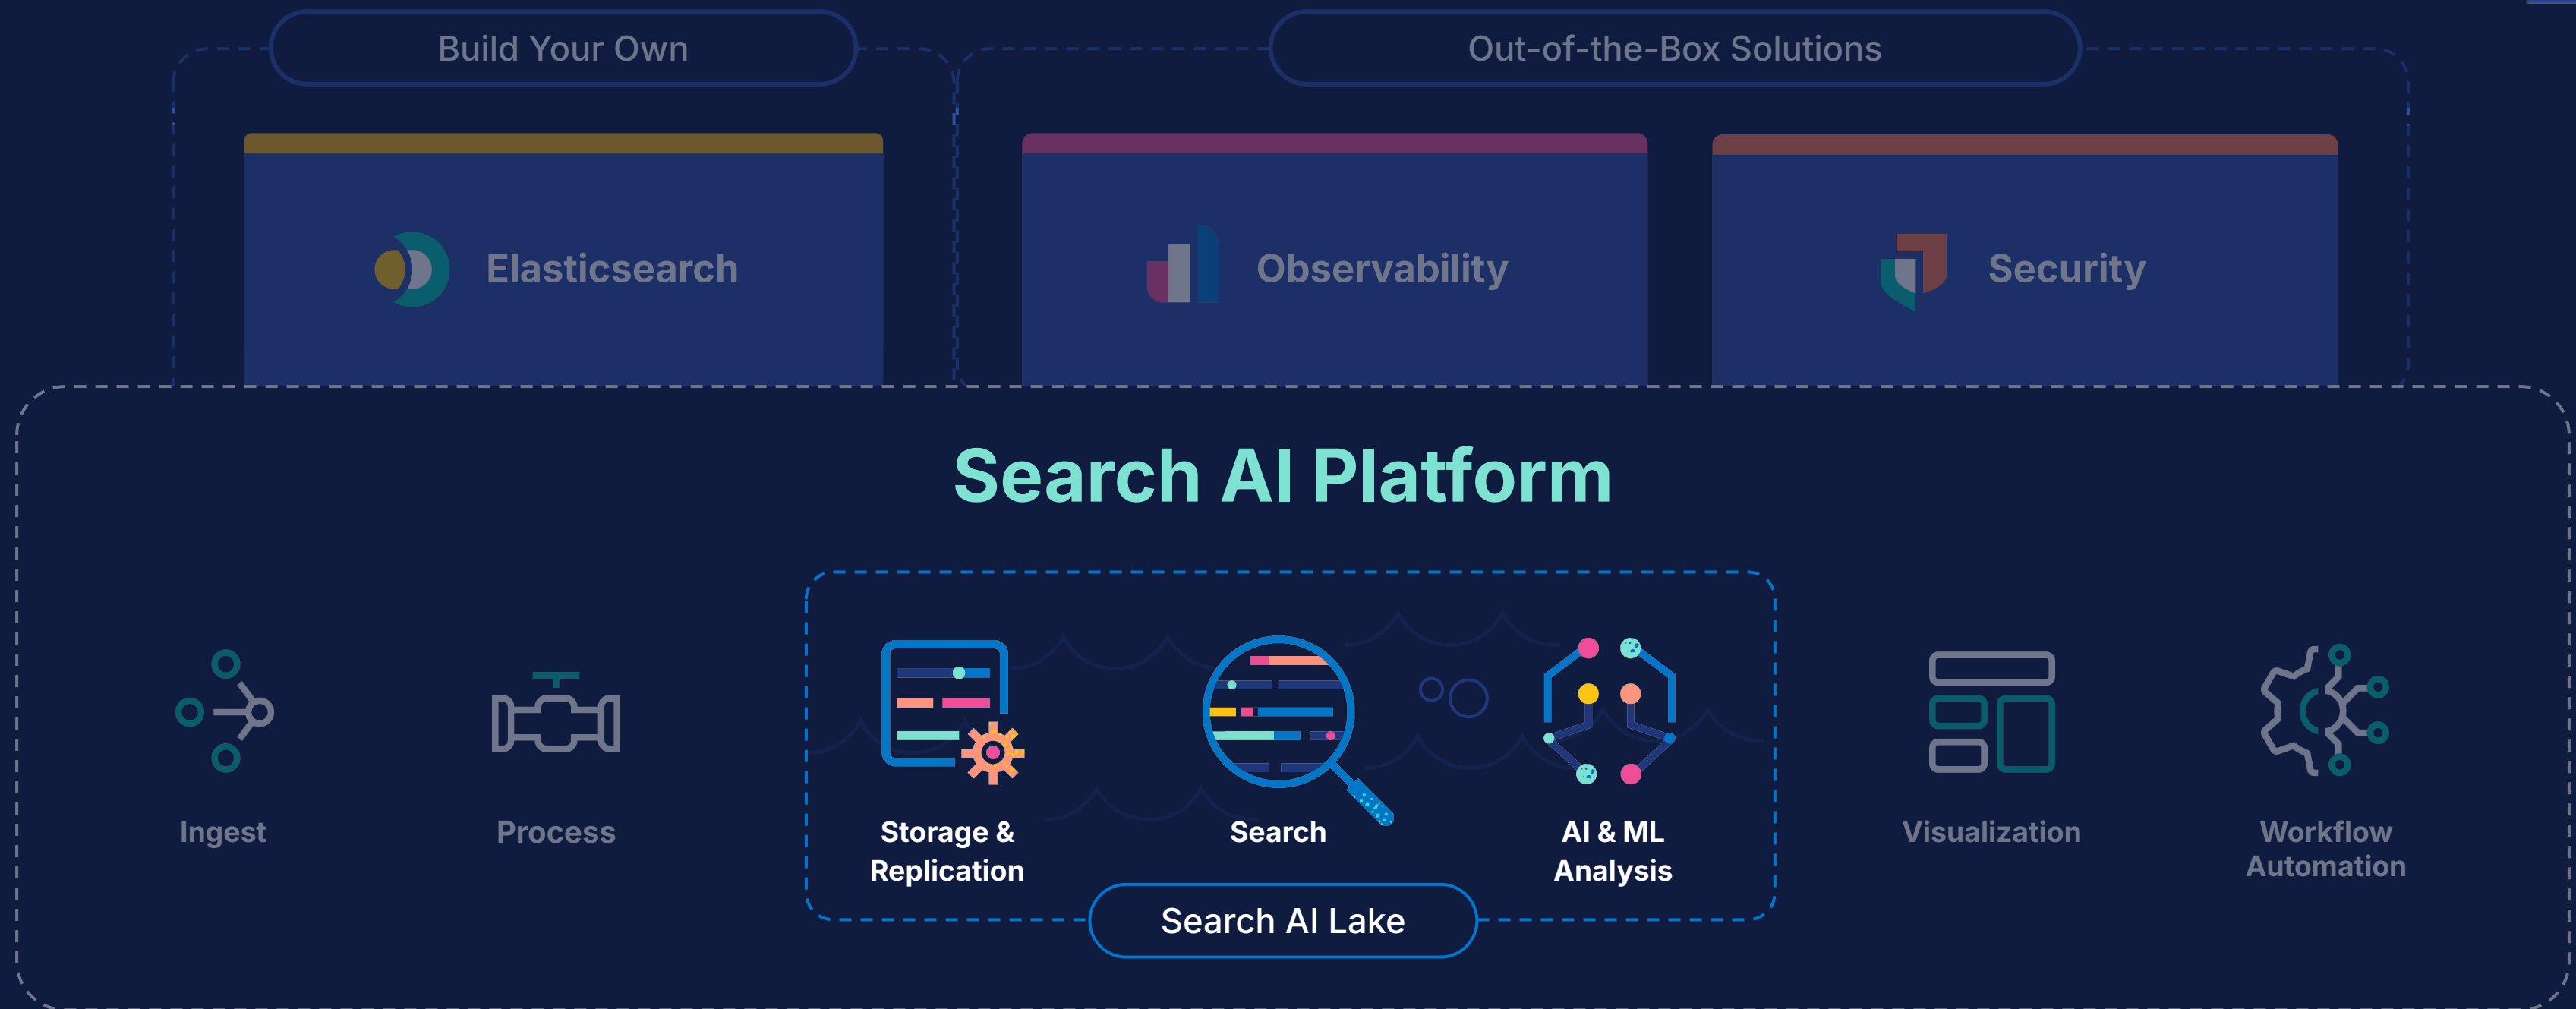 Build Your Own
Out-of-the-Box Solutions
Elasticsearch
Observability
Security
Search AI Platform
Ingest
Process
Storage &
Replication
Search
AI & ML
Analysis
Visualization
Workflow
Automation
Search AI Lake